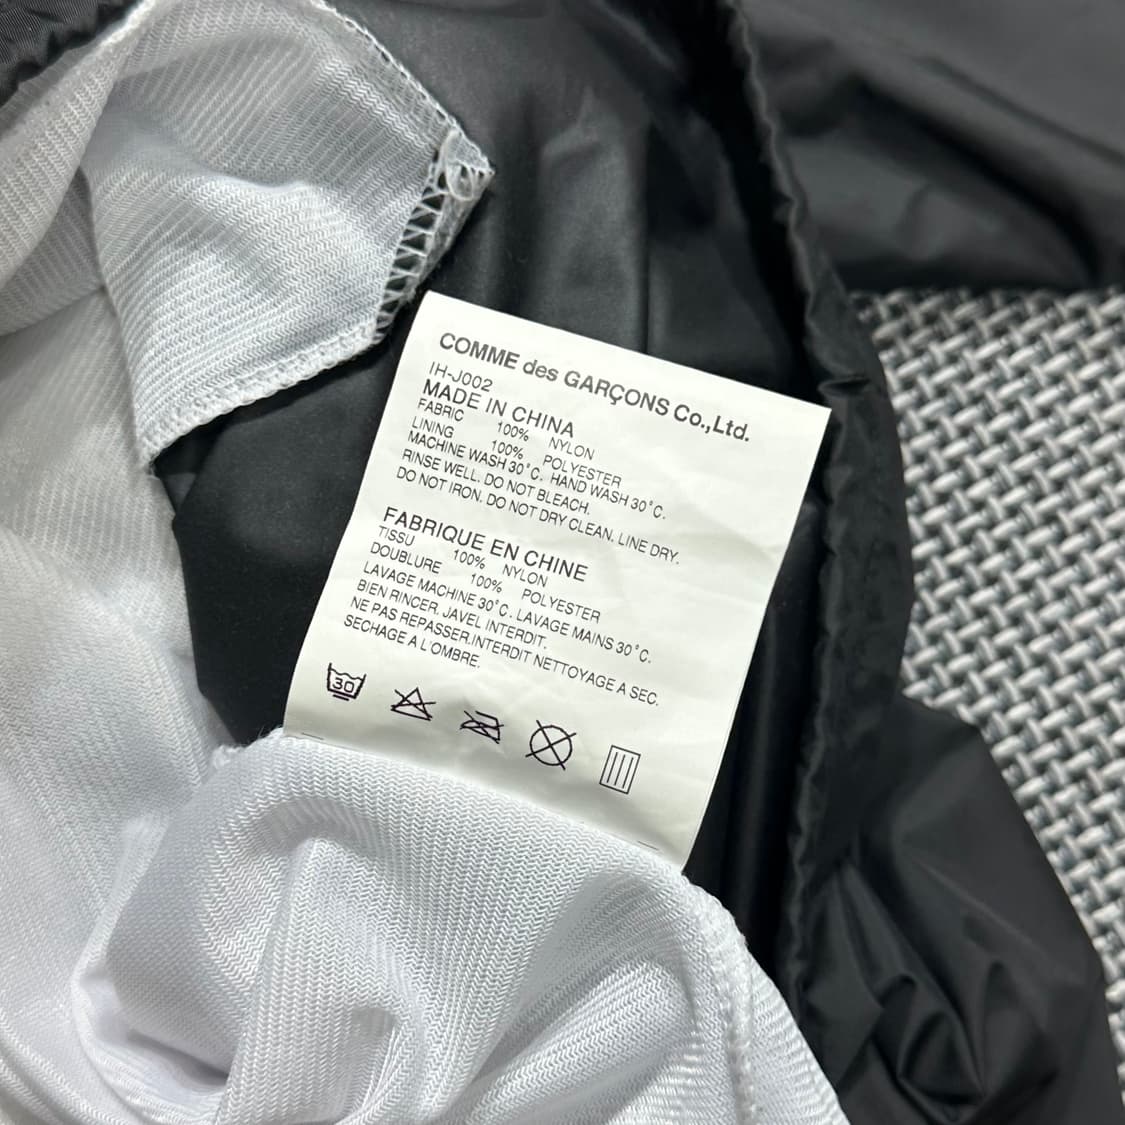 COMME des GARÇONS Co.,Ltd.
IH-J002
MADE IN CHINA
FABRIC 100% NYLON
LINING 100% POLYESTER
MACHINE WASH 30°C. HAND WASH 30°C.
RINSE WELL. DO NOT BLEACH.
DO NOT IRON. DO NOT DRY CLEAN. LINE DRY.
FABRIQUE EN CHINE
TISSU 100% NYLON
DOUBLURE 100% POLYESTER
LAVAGE MACHINE 30°C. LAVAGE MAINS 30°C.
BIEN RINCER. JAVEL INTERDIT.
NE PAS REPASSER.INTERDIT NETTOYAGE A SEC.
SECHAGE A L'OMBRE.
30